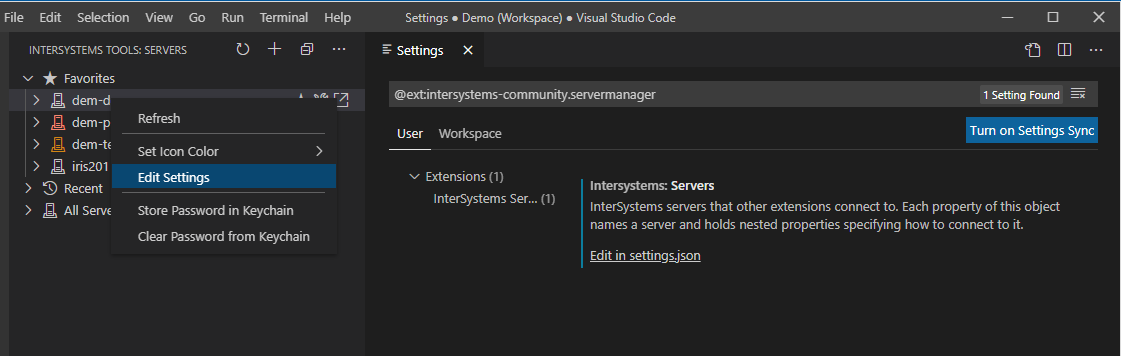 File Edit Selection View Go Run Terminal Help Settings ● Demo (Workspace) ● Visual Studio Code
INTERSYSTEMS TOOLS: SERVERS
Settings
Favorites
dem-d
dem-p
dem-te
iris201
Recent
All Serve
Refresh
Set Icon Color
Edit Settings
Store Password in Keychain
Clear Password from Keychain
@ext:intersystems-community.servermanager
1 Setting Found
User Workspace
Turn on Settings Sync
Extensions (1)
InterSystems Ser... (1)
Intersystems: Servers
InterSystems servers that other extensions connect to. Each property of this object
names a server and holds nested properties specifying how to connect to it.
Edit in settings.json